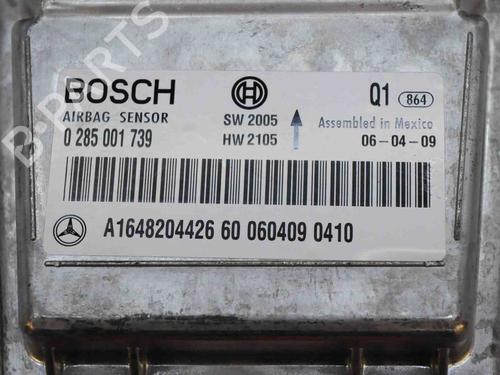 B-PARTS
BOSCH
Q1 864
AIRBAG SENSOR
SW 2005
Assembled in Mexico
0 285 001 739
HW 2105
06-04-09
A1648204426 60 060409 0410